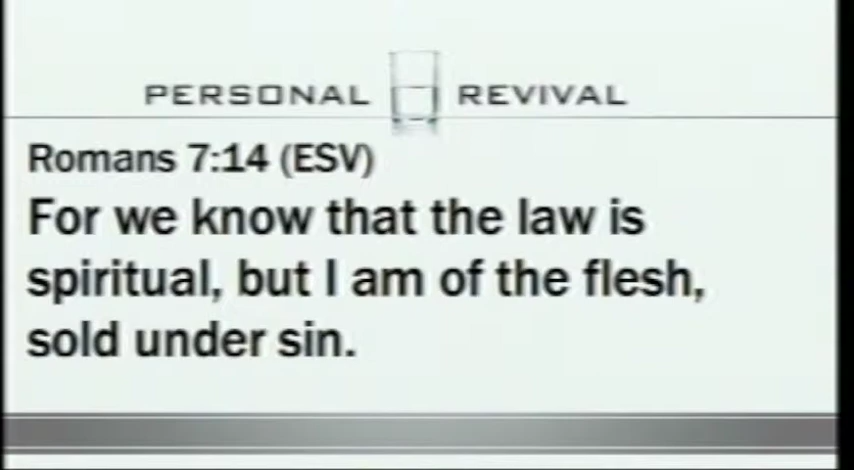 PERSONAL REVIVAL
Romans 7:14 (ESV)
For we know that the law is
spiritual, but I am of the flesh,
sold under sin.